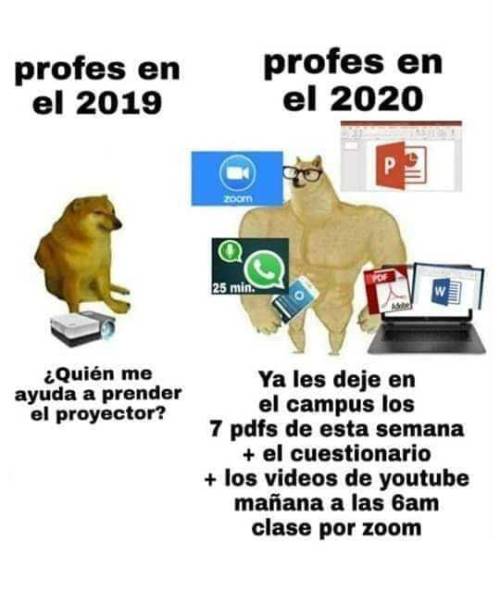 profes en
el 2019
profes en
el 2020
zoom
P
25 min.
PDF
Adobe
W
¿Quién me
ayuda a prender
el proyector?
Ya les deje en
el campus los
7 pdfs de esta semana
+ el cuestionario
+ los videos de youtube
mañana a las 6am
clase por zoom